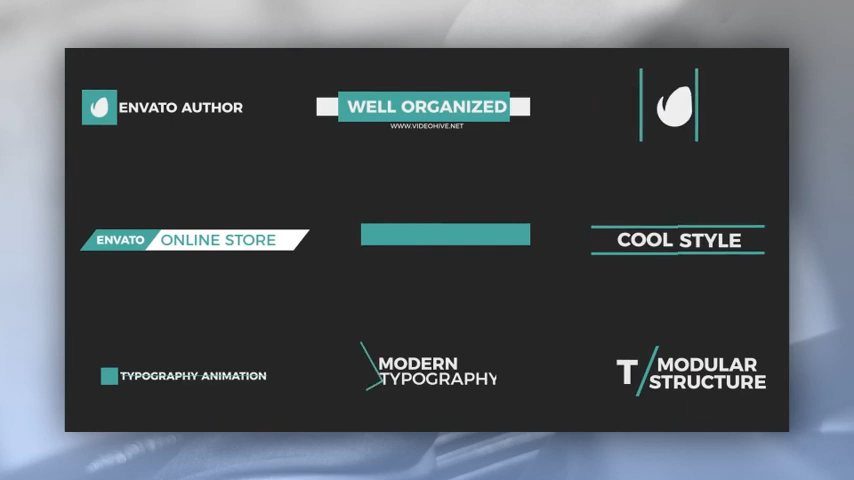 ENVATO AUTHOR
WELL ORGANIZED
WWW.VIDEOHIVE.NET
ENVATO ONLINE STORE
COOL STYLE
TYPOGRAPHY ANIMATION
MODERN
TYPOGRAPHY
T/MODULAR
STRUCTURE